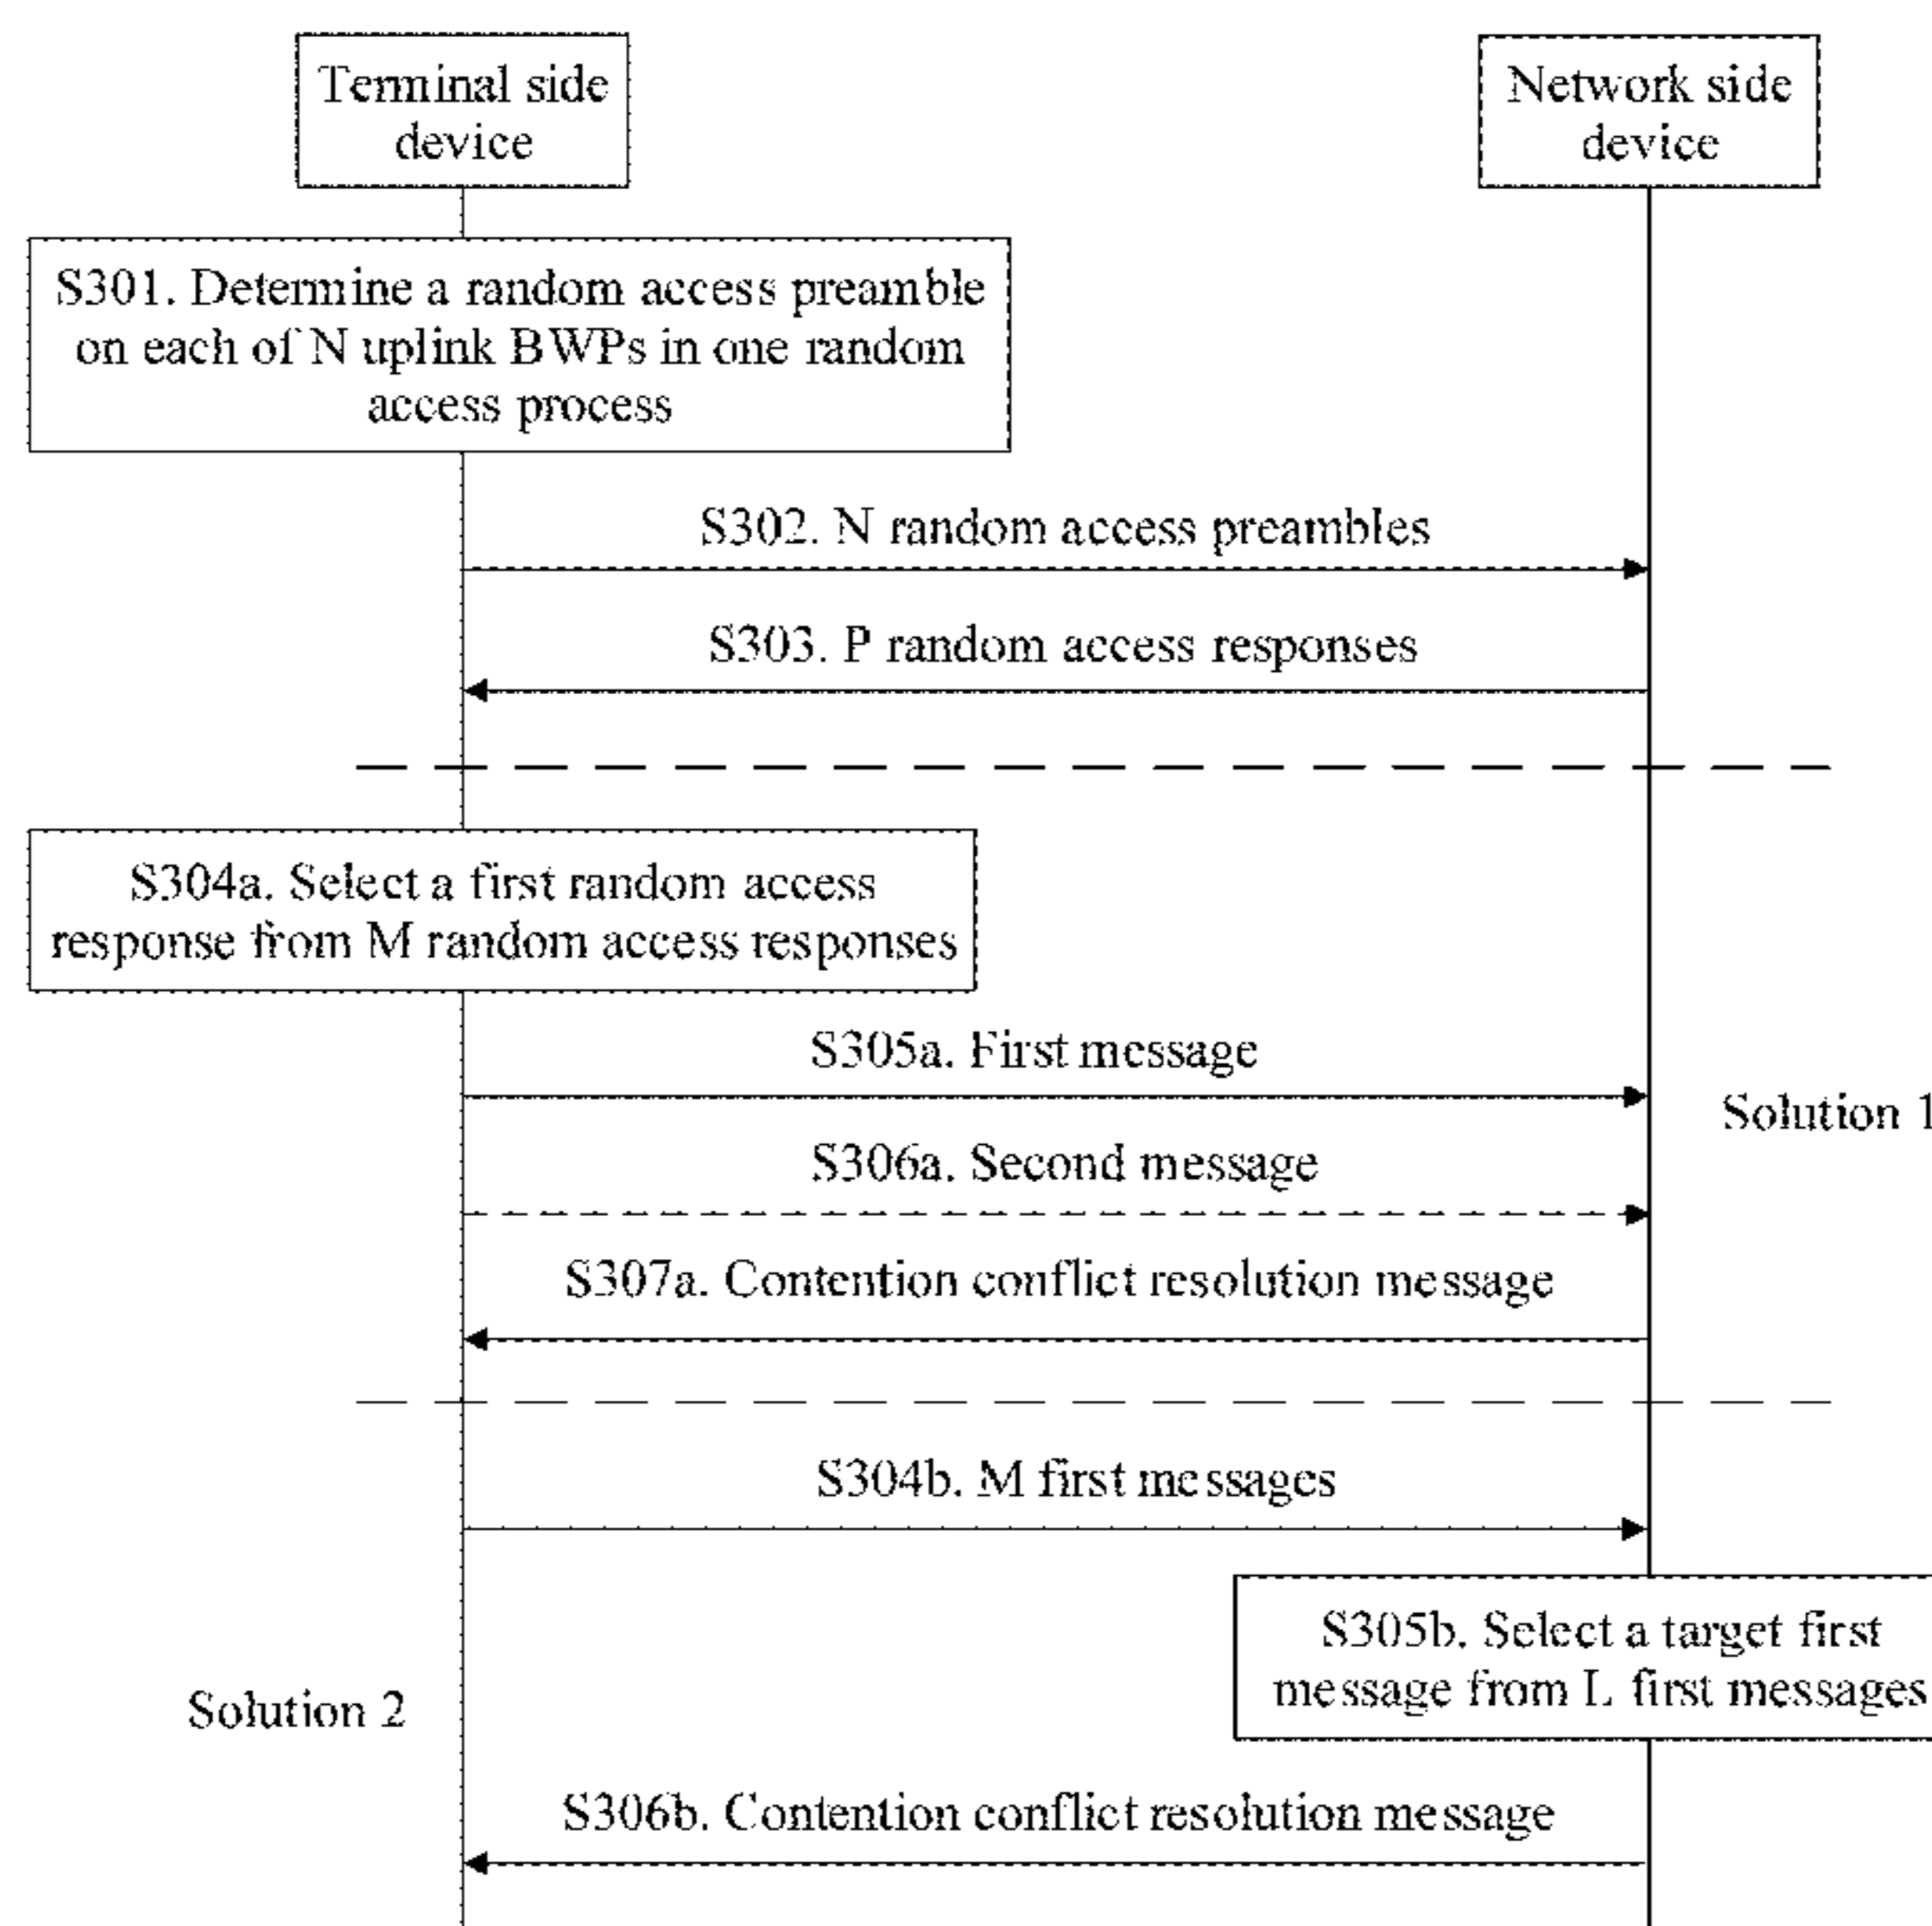 Terminal side
device
Network side
device
S301. Determine a random access preamble
on each of N uplink BWPs in one random
access process
S302. N random access preambles
S303. P random access responses
S304a. Select a first random access
response from M random access responses
S305a. First message
Solution 1
S306a. Second message
S307a. Contention conflict resolution message
S304b. M first messages
S305b. Select a target first
message from L first messages
Solution 2
S306b. Contention conflict resolution message